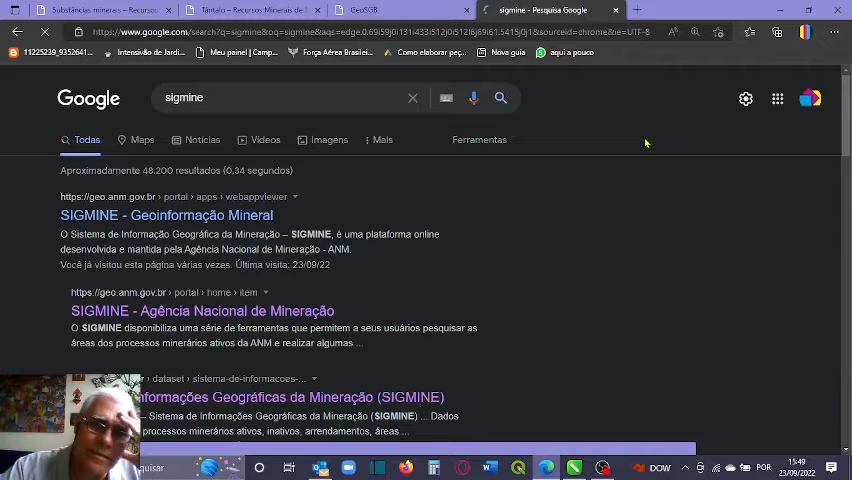 Substâncias minerais – Recursos
Tântalo – Recursos Minerais de
GeoSGB
sigmine - Pesquisa Google
https://www.google.com/search?q=sigmine&oq=sigmine&aqs=edge.0.69i59j0i131i433i512j0i512l6j69i61.5415j0j1&sourceid=chrome&ie=UTF-8
11225239_9352641...
Intensivão de Jardi...
Meu painel | Camp...
Força Aérea Brasilei...
Como elaborar peç...
Nova guia
aqui a pouco
Google
sigmine
Todas
Maps
Notícias
Vídeos
Imagens
Mais
Ferramentas
Aproximadamente 48.200 resultados (0,34 segundos)
https://geo.anm.gov.br › portal › apps › webappviewer
SIGMINE - Geoinformação Mineral
O Sistema de Informação Geográfica da Mineração – SIGMINE, é uma plataforma online
desenvolvida e mantida pela Agência Nacional de Mineração - ANM.
Você já visitou esta página várias vezes. Última visita: 23/09/22
https://geo.anm.gov.br › portal › home › item
SIGMINE - Agência Nacional de Mineração
O SIGMINE disponibiliza uma série de ferramentas que permitem a seus usuários pesquisar as
áreas dos processos minerários ativos da ANM e realizar algumas ...
› dataset › sistema-de-informacoes-...
nformações Geográficas da Mineração (SIGMINE)
– Sistema de Informações Geográficas da Mineração (SIGMINE) ... Dados
processos minerários ativos, inativos, arrendamentos, áreas ...
quisar
DOW
POR
15:49
23/09/2022